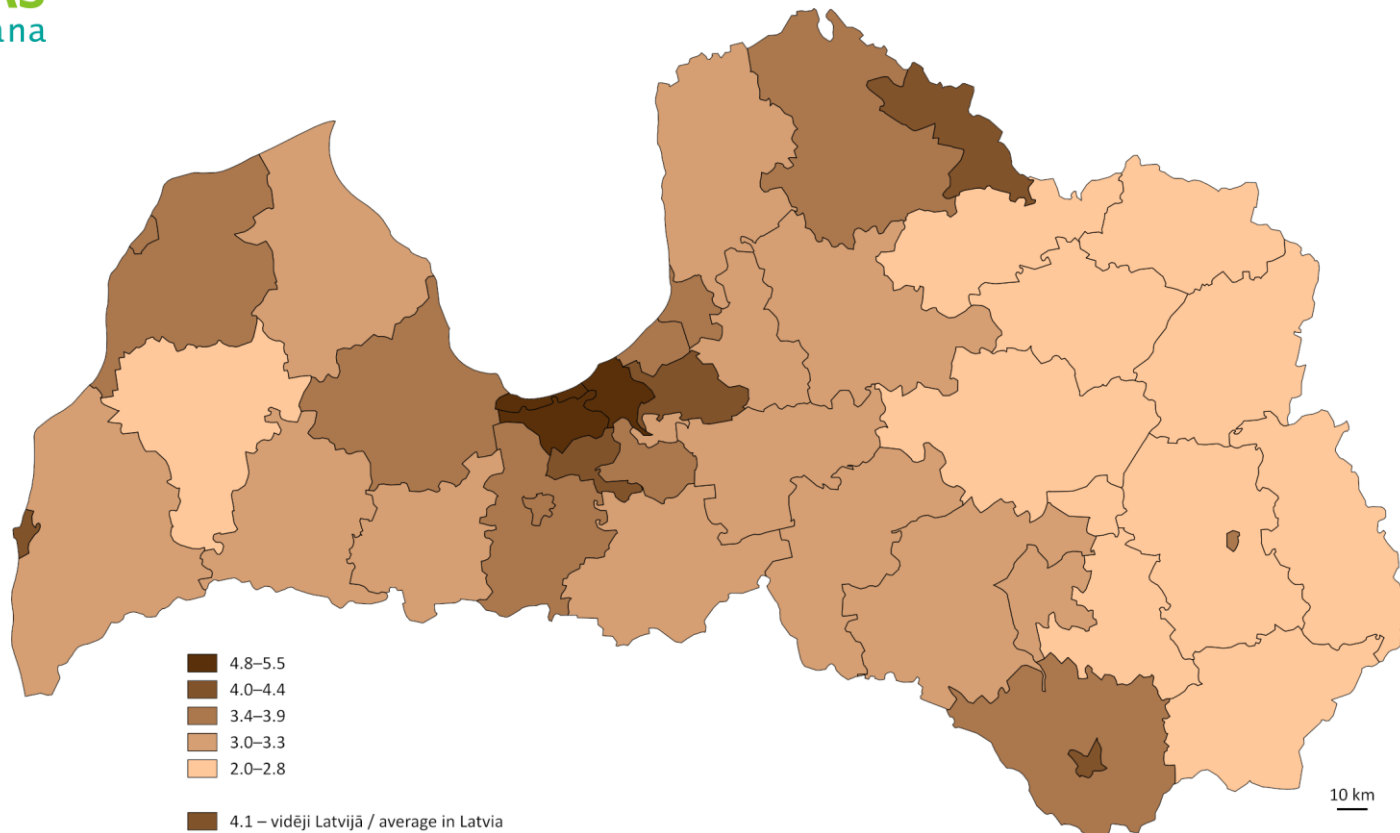 āna
4.8–5.5
4.0–4.4
3.4–3.9
3.0–3.3
2.0–2.8
4.1 – vidēji Latvijā / average in Latvia
10 km